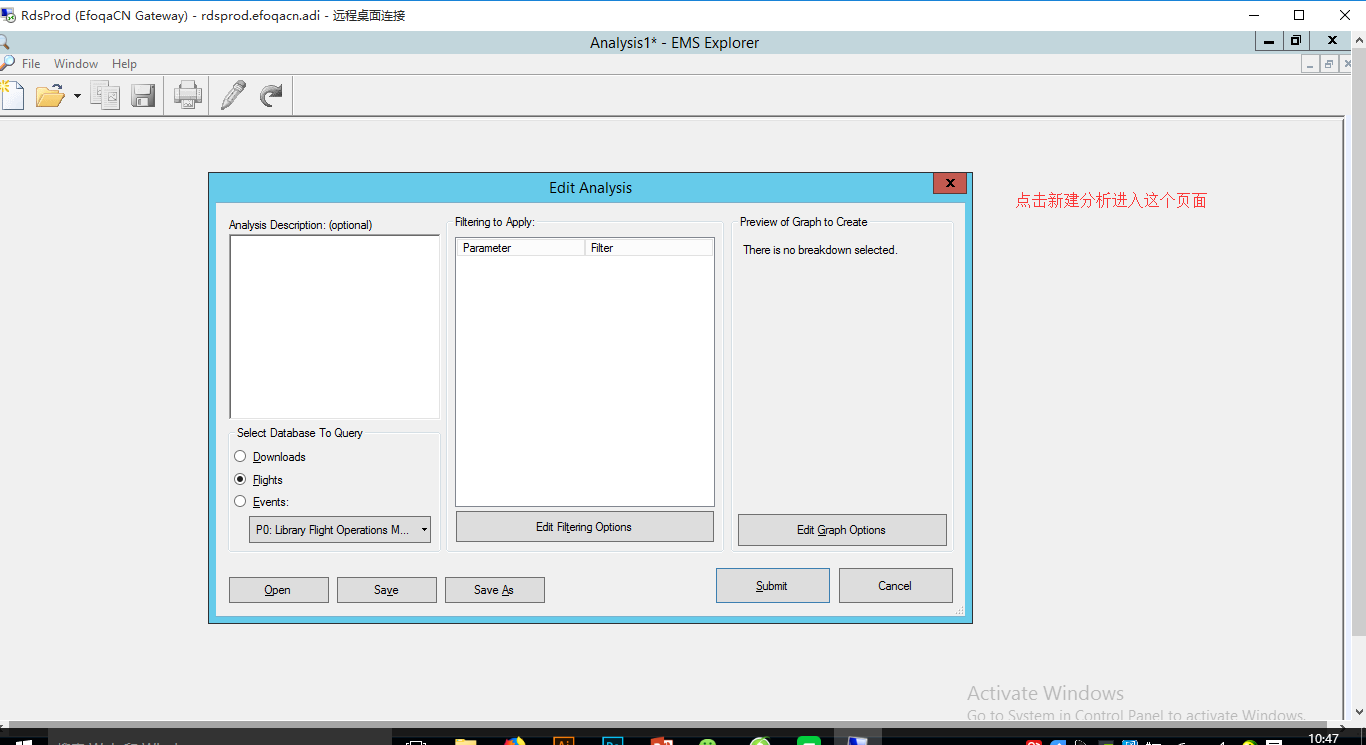 RdsProd (EfoqaCN Gateway) - rdsprod.efoqacn.adi - 远程桌面连接
Analysis1* - EMS Explorer
File Window Help
Edit Analysis
点击新建分析进入这个页面
Analysis Description: (optional)
Filtering to Apply:
Parameter Filter
Preview of Graph to Create
There is no breakdown selected.
Select Database To Query
Downloads
Flights
Events:
P0: Library Flight Operations M...
Edit Filtering Options
Edit Graph Options
Open Save Save As Submit Cancel
Activate Windows
Go to System in Control Panel to activate Windows.
10:47